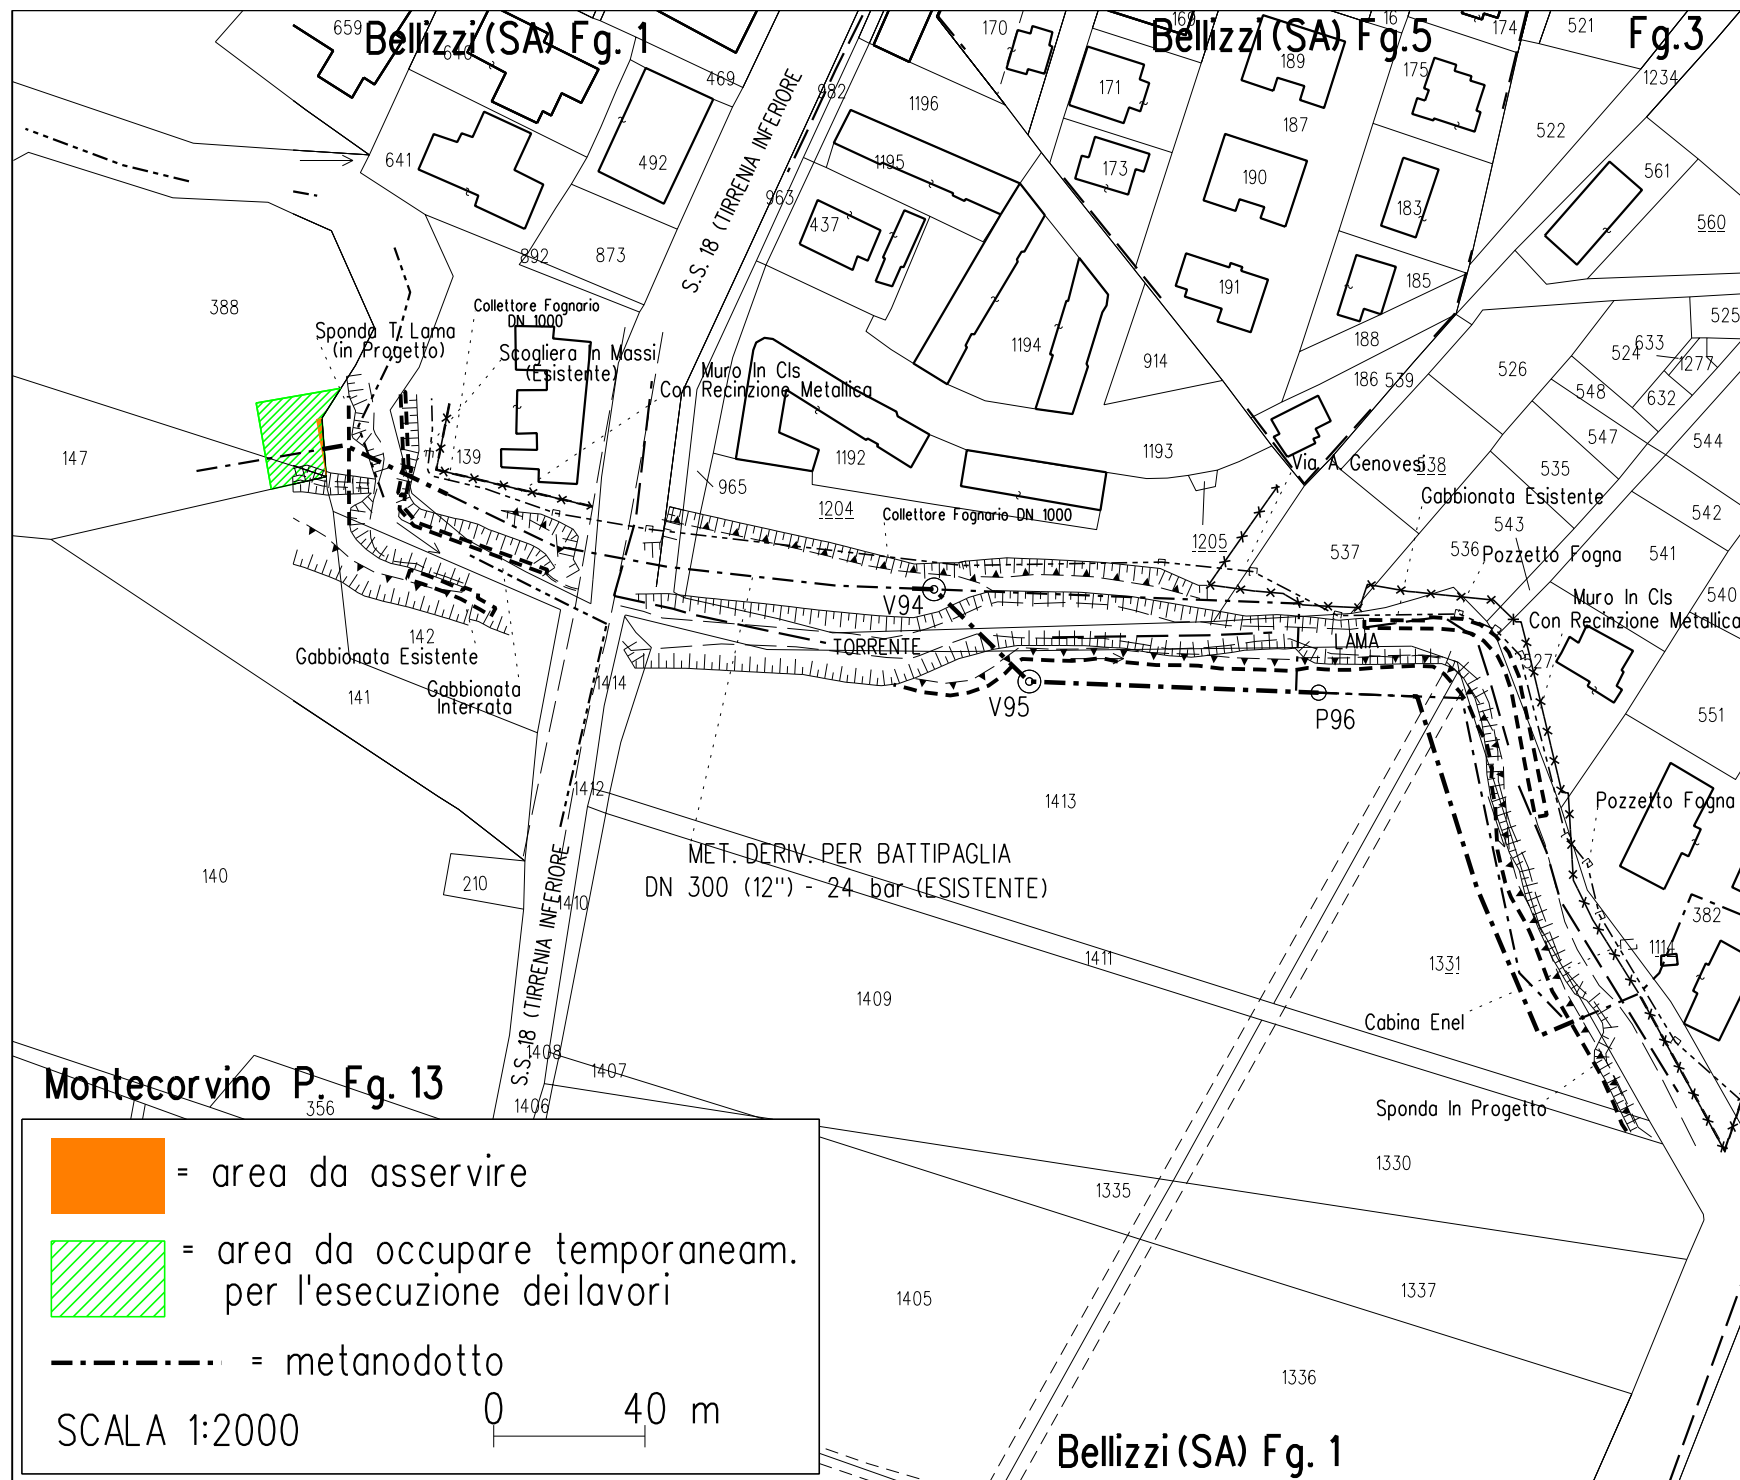 Bellizzi (SA) Fg. 1
Bellizzi (SA) Fg.5
Fg.3
659
640
469
982
1196
170
169
16
174
521
1234
171
189
175
187
522
641
492
1195
963
437
173
190
183
561
560
892
873
388
S.S. 18 (TIRRENIA INFERIORE
191
185
188
1194
914
186
539
526
524
633
1277
525
548
632
547
544
535
Collettore Fognario
DN 1000
Sponda T. Lama
(in Progetto)
Scogliera In Massi
(Esistente)
Muro In Cls
Con Recinzione Metallica
147
139
1192
1193
965
1204
Collettore Fognario DN 1000
1205
Via A. Genovesi
538
Gabbionata Esistente
543
542
537
536
Pozzetto Fogna
541
540
Muro In Cls
Con Recinzione Metallica
V94
TORRENTE
LAMA
527
142
Gabbionata Esistente
141
Gabbionata
Interrata
1414
V95
P96
551
1412
1413
Pozzetto Fogna
MET. DERIV. PER BATTIPAGLIA
DN 300 (12") - 24 bar (ESISTENTE)
140
210
1410
382
1114
1411
1331
1409
Cabina Enel
S.S. 18 (TIRRENIA INFERIORE
1408
1407
1406
Montecorvino P. Fg. 13
356
Sponda In Progetto
1330
1335
1337
1405
1336
= area da asservire
= area da occupare temporaneam.
per l'esecuzione dei lavori
= metanodotto
SCALA 1:2000
0 40 m
Bellizzi (SA) Fg. 1